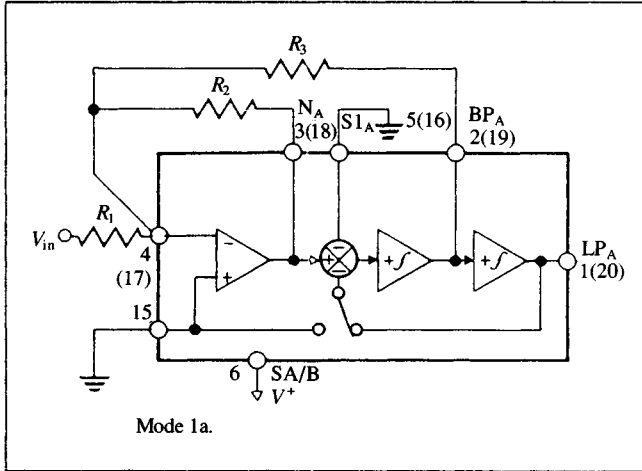 R3
R2
NA
3(18)
S1A
5(16)
BPA
2(19)
Vin
R1
4
(17)
−
+
+
−
−
+ ∫
+ ∫
LPA
1(20)
15
6
SA/B
V+
Mode 1a.